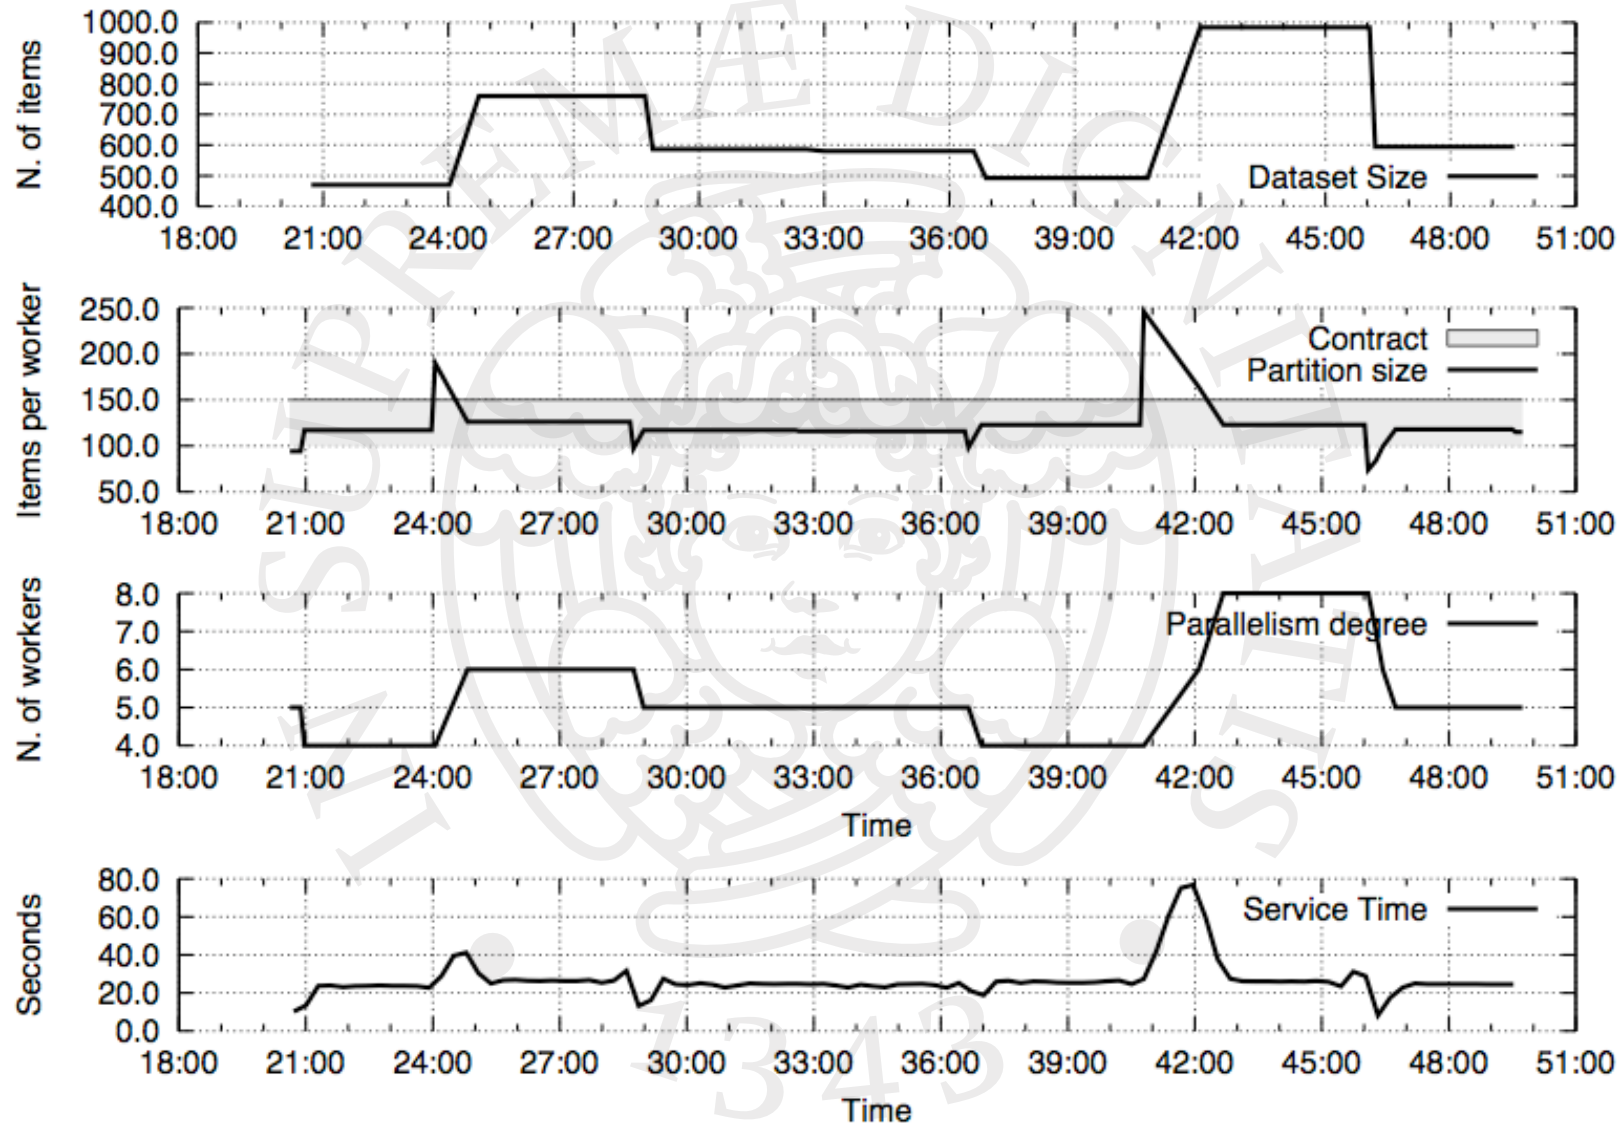 N. of items
1000.0
900.0
800.0
700.0
600.0
500.0
400.0
Dataset Size
18:00 21:00 24:00 27:00 30:00 33:00 36:00 39:00 42:00 45:00 48:00 51:00
Items per worker
250.0
200.0
150.0
100.0
50.0
Contract
Partition size
18:00 21:00 24:00 27:00 30:00 33:00 36:00 39:00 42:00 45:00 48:00 51:00
N. of workers
8.0
7.0
6.0
5.0
4.0
Parallelism degree
18:00 21:00 24:00 27:00 30:00 33:00 36:00 39:00 42:00 45:00 48:00 51:00
Time
Seconds
80.0
60.0
40.0
20.0
0.0
Service Time
18:00 21:00 24:00 27:00 30:00 33:00 36:00 39:00 42:00 45:00 48:00 51:00
Time
IN SUPREMÆ DIGNITATIS
1343